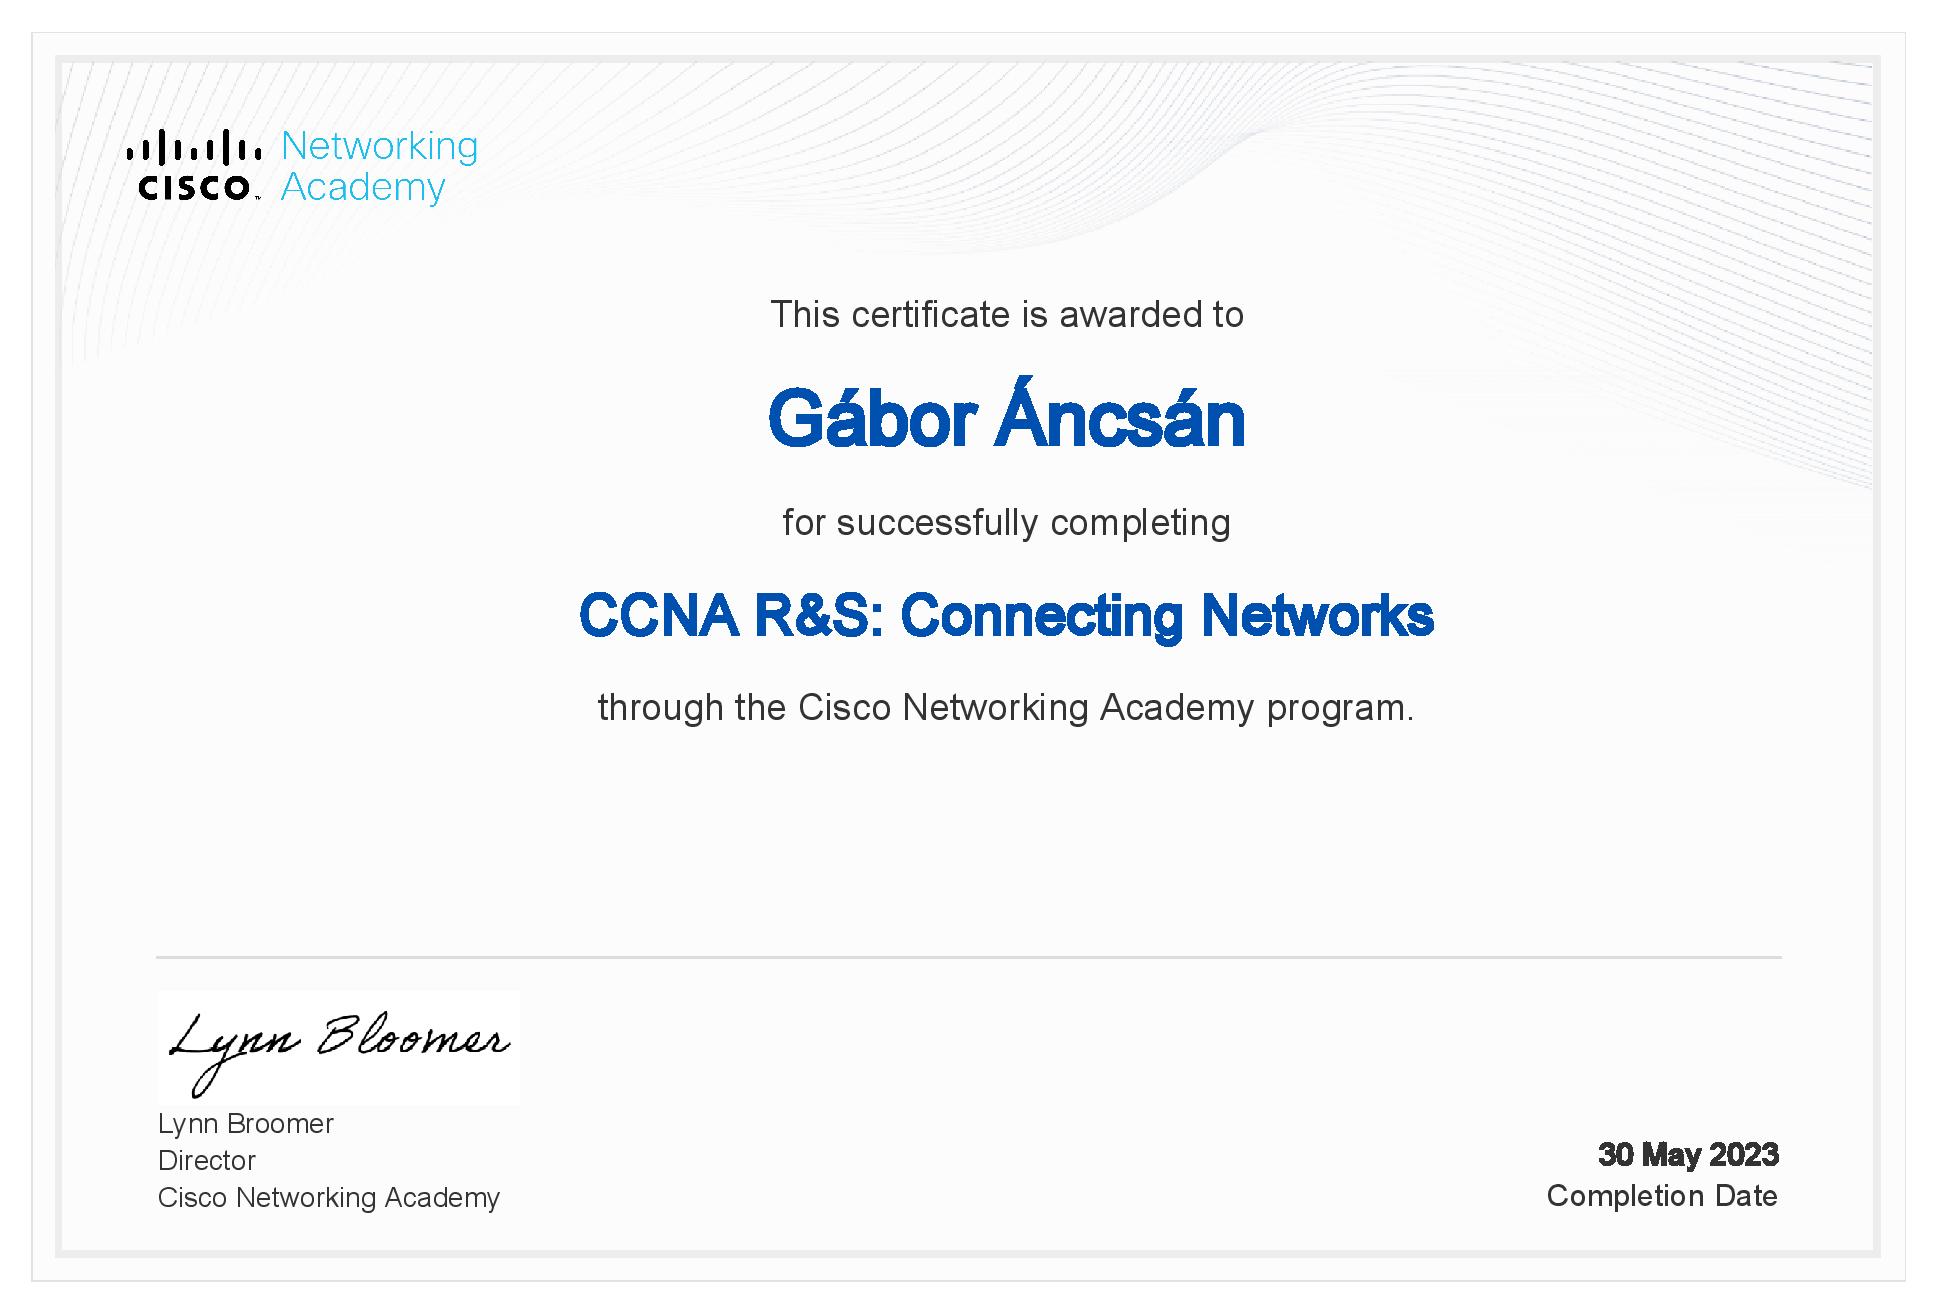 CISCO™ Networking
Academy
This certificate is awarded to
Gábor Áncsán
for successfully completing
CCNA R&S: Connecting Networks
through the Cisco Networking Academy program.
Lynn Bloomer
Lynn Broomer
Director
Cisco Networking Academy
30 May 2023
Completion Date